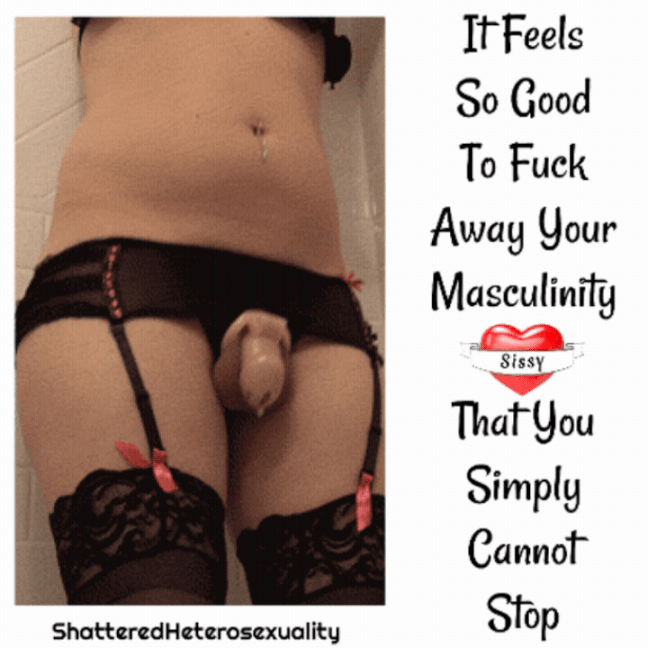 It Feels
So Good
To Fuck
Away Your
Masculinity
Sissy
That You
Simply
Cannot
Stop
ShatteredHeterosexuality